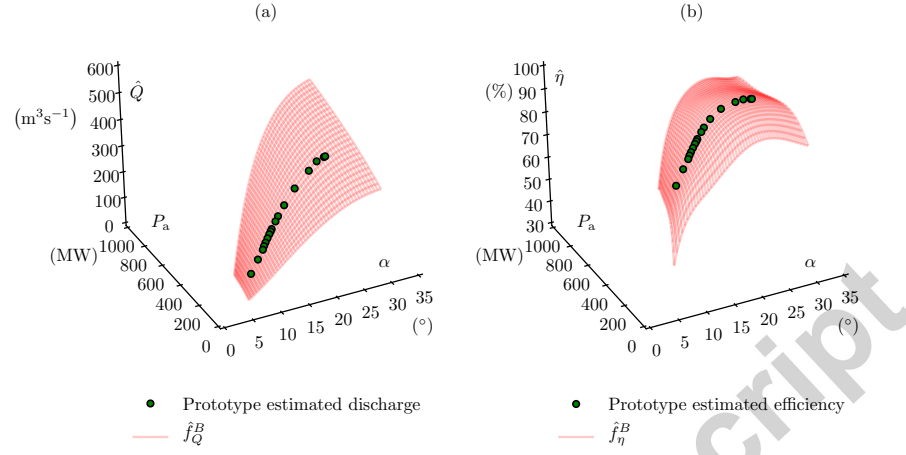 (a)
600
500
400
300
200
100
0
Q̂
(m³s⁻¹)
Pₐ
(MW)
1000
800
600
400
200
0
α
0
5
10
15
20
25
30
35
(°)
Prototype estimated discharge
f̂_Q^B
(b)
100
90
80
70
60
50
40
30
η̂
(%)
Pₐ
(MW)
1000
800
600
400
200
0
α
0
5
10
15
20
25
30
35
(°)
Prototype estimated efficiency
f̂_η^B
cript